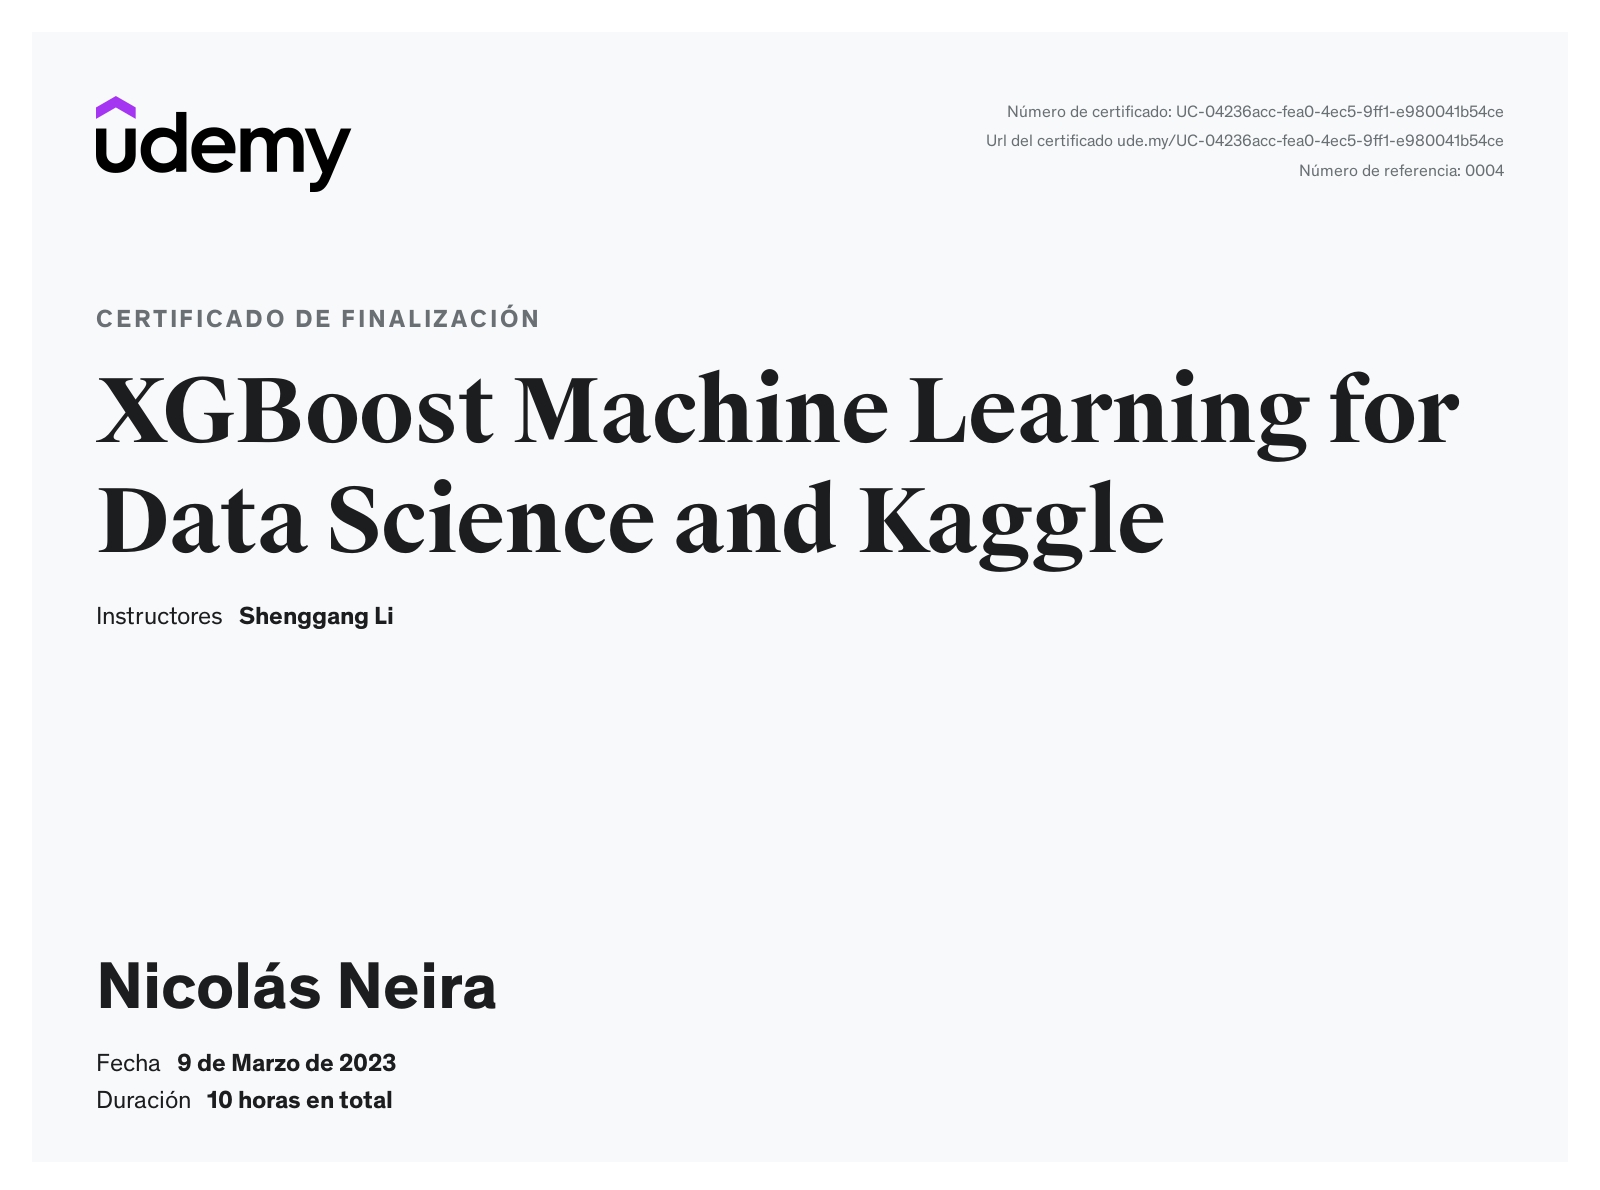 udemy
Número de certificado: UC-04236acc-fea0-4ec5-9ff1-e980041b54ce
Url del certificado ude.my/UC-04236acc-fea0-4ec5-9ff1-e980041b54ce
Número de referencia: 0004
CERTIFICADO DE FINALIZACIÓN
XGBoost Machine Learning for
Data Science and Kaggle
Instructores Shenggang Li
Nicolás Neira
Fecha 9 de Marzo de 2023
Duración 10 horas en total